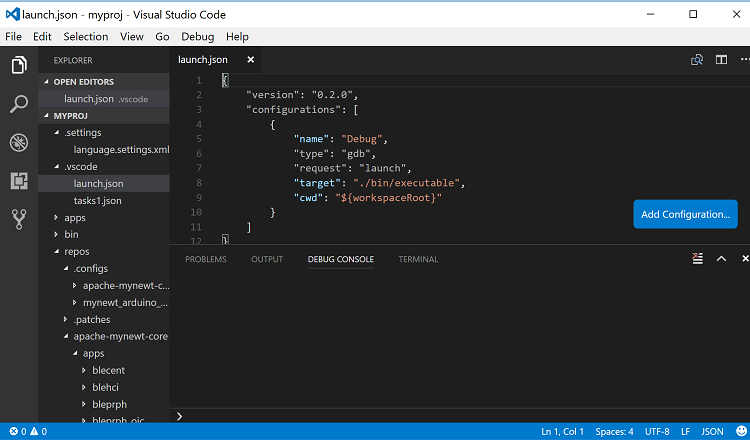 launch.json - myproj - Visual Studio Code
File Edit Selection View Go Debug Help
EXPLORER
OPEN EDITORS
launch.json .vscode
MYPROJ
.settings
language.settings.xml
.vscode
launch.json
tasks1.json
apps
bin
repos
.configs
apache-mynewt-c...
mynewt_arduino_...
.patches
apache-mynewt-core
apps
blecent
blehci
bleprph
bleprph_oic
launch.json
1 {
2 "version": "0.2.0",
3 "configurations": [
4 {
5 "name": "Debug",
6 "type": "gdb",
7 "request": "launch",
8 "target": "./bin/executable",
9 "cwd": "${workspaceRoot}"
10 }
11 ]
12 }
Add Configuration...
PROBLEMS OUTPUT DEBUG CONSOLE TERMINAL
0 0 Ln 1, Col 1 Spaces: 4 UTF-8 LF JSON